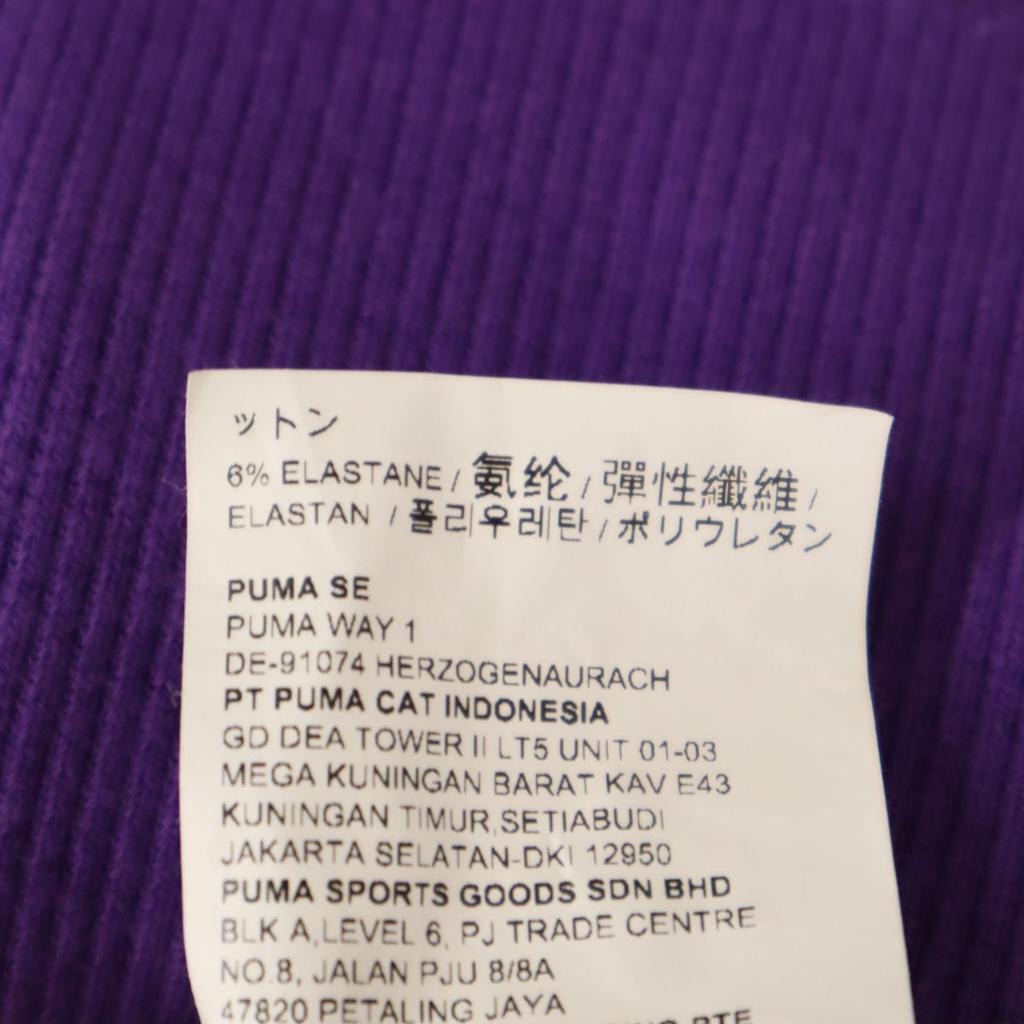 ットン
6% ELASTANE / 氨纶 / 彈性纖維 /
ELASTAN / 폴리우레탄 / ポリウレタン
PUMA SE
PUMA WAY 1
DE-91074 HERZOGENAURACH
PT PUMA CAT INDONESIA
GD DEA TOWER II LT5 UNIT 01-03
MEGA KUNINGAN BARAT KAV E43
KUNINGAN TIMUR,SETIABUDI
JAKARTA SELATAN-DKI 12950
PUMA SPORTS GOODS SDN BHD
BLK A,LEVEL 6, PJ TRADE CENTRE
NO.8, JALAN PJU 8/8A
47820 PETALING JAYA
PTE